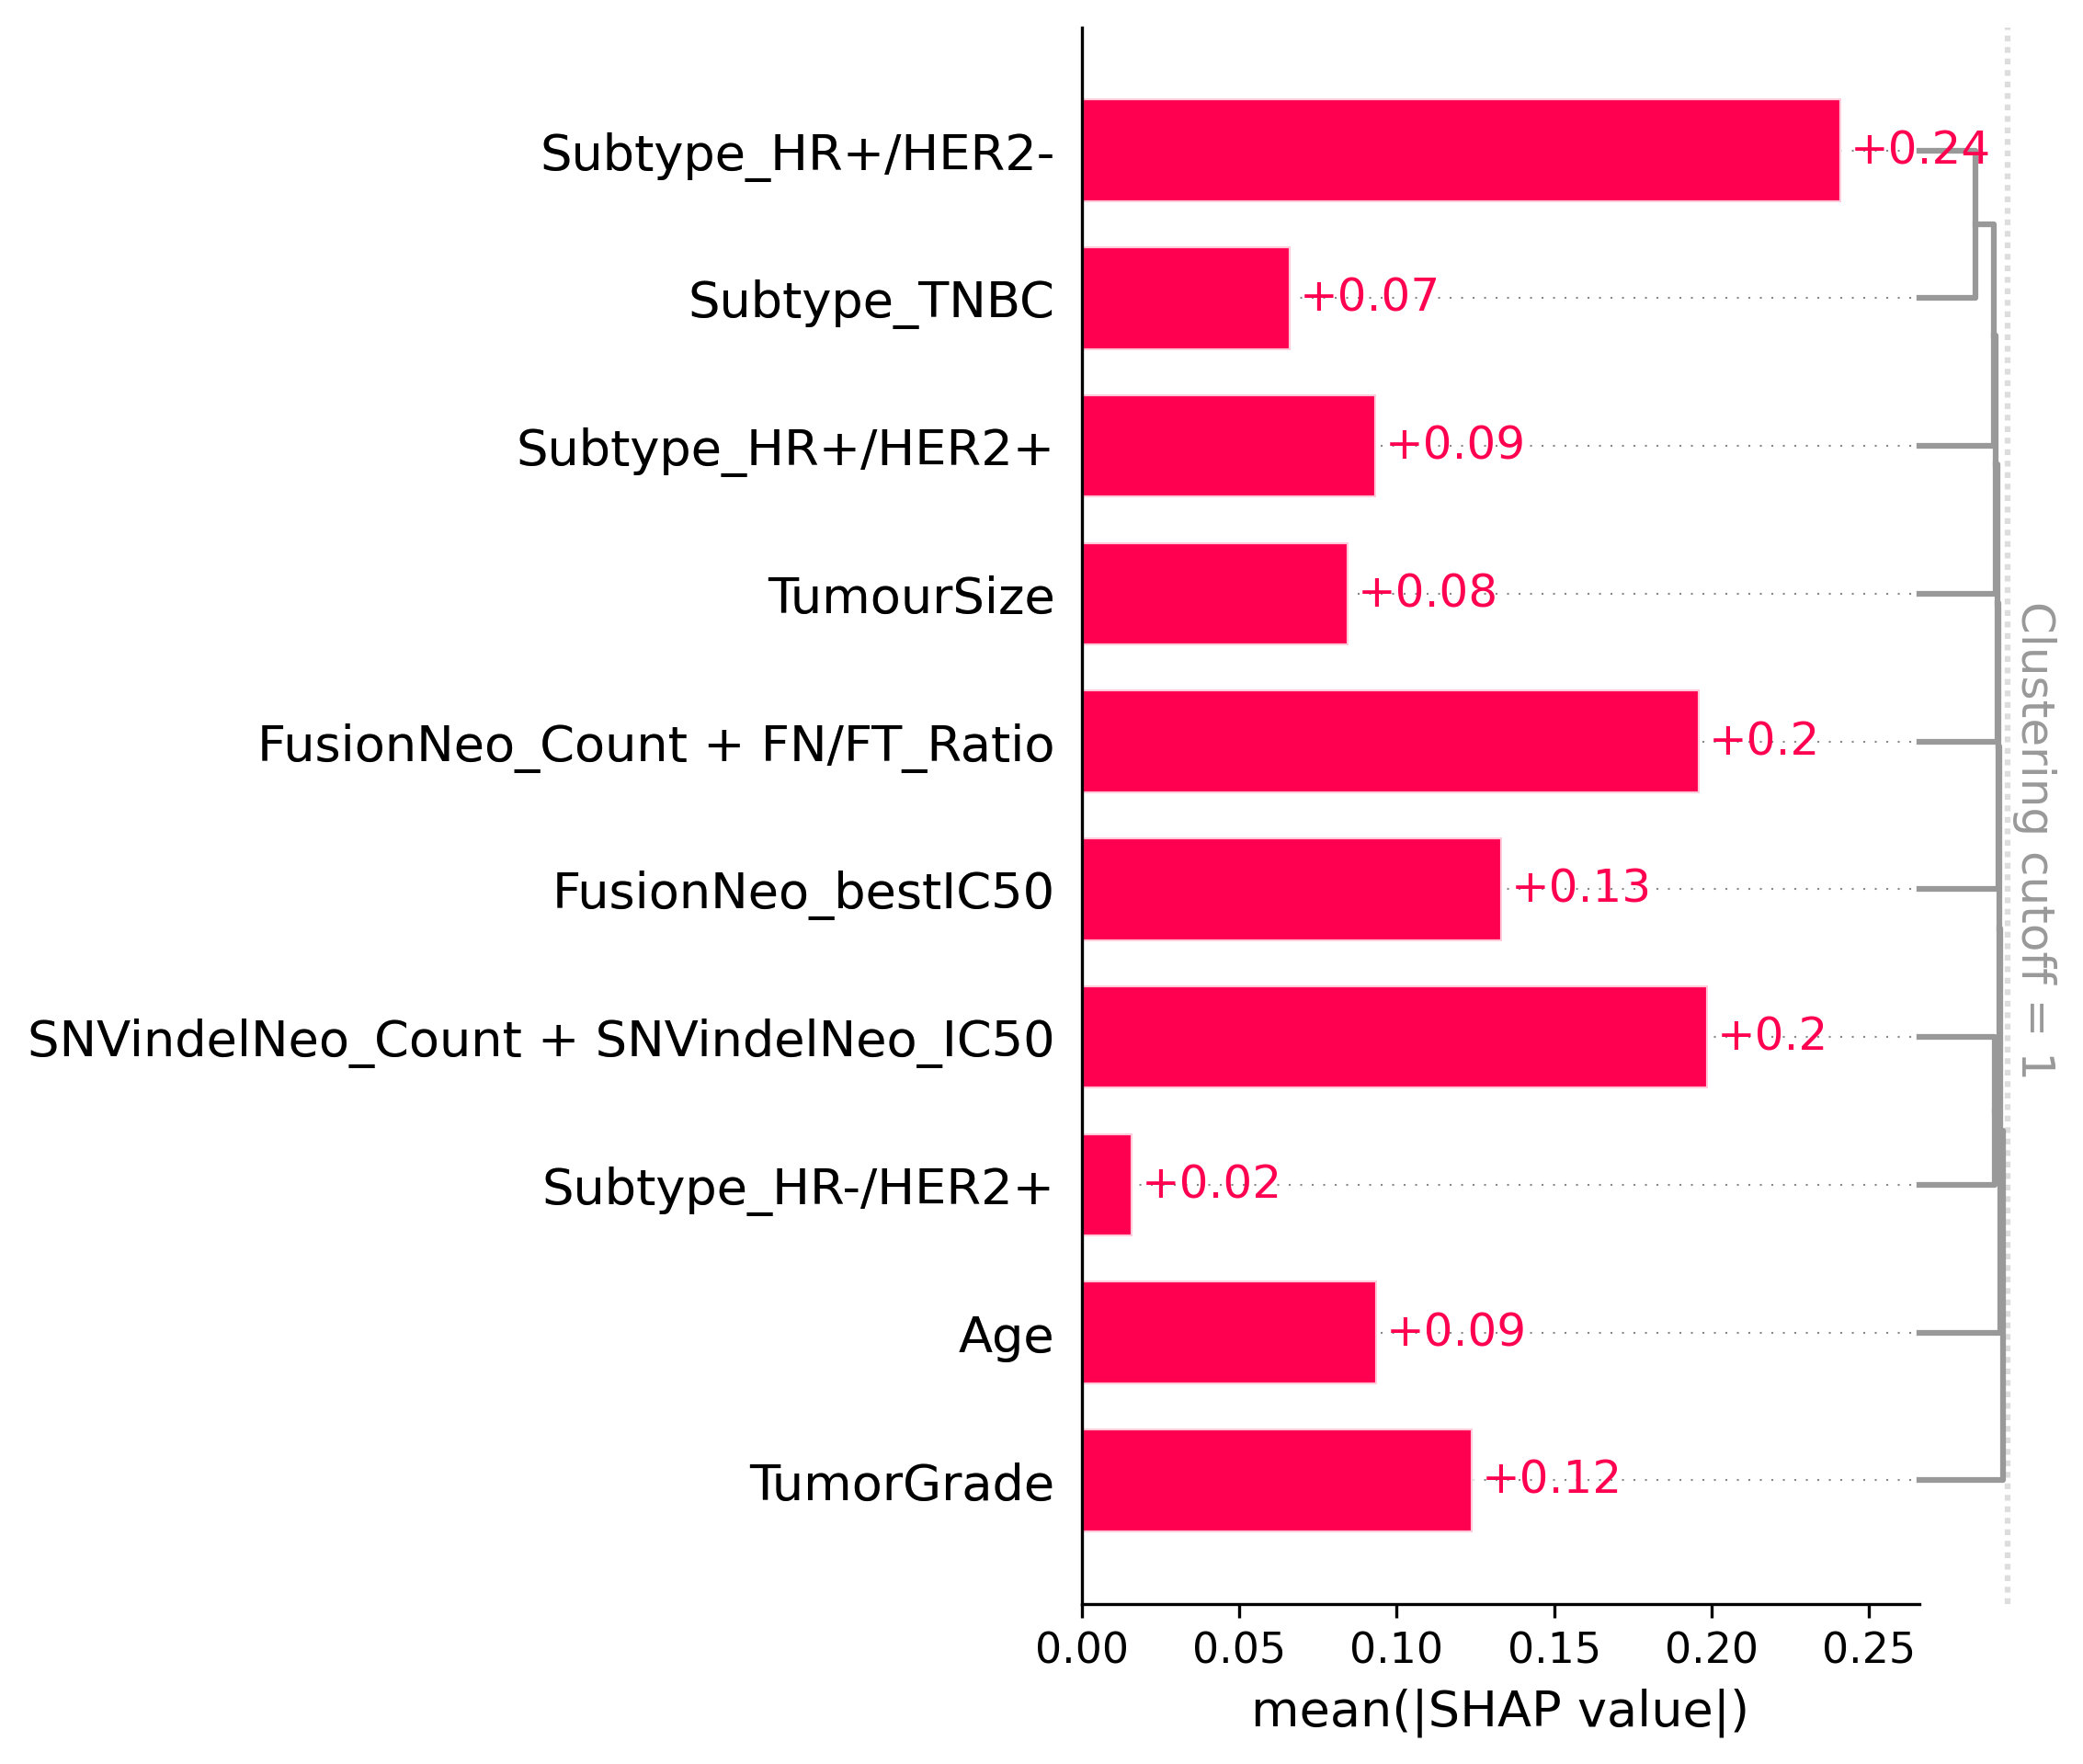 Subtype_HR+/HER2- +0.24
Subtype_TNBC +0.07
Subtype_HR+/HER2+ +0.09
TumourSize +0.08
FusionNeo_Count + FN/FT_Ratio +0.2
FusionNeo_bestIC50 +0.13
SNVindelNeo_Count + SNVindelNeo_IC50 +0.2
Subtype_HR-/HER2+ +0.02
Age +0.09
TumorGrade +0.12
Clustering cutoff = 1
0.00 0.05 0.10 0.15 0.20 0.25
mean(|SHAP value|)